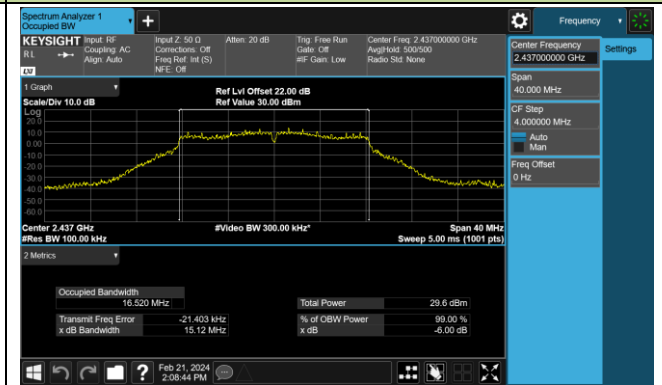 Spectrum Analyzer 1
Occupied BW
+
Frequency
KEYSIGHT
RL
LXI
Input: RF
Coupling: AC
Align: Auto
Input Z: 50 Ω
Corrections: Off
Freq Ref: Int (S)
NFE: Off
Atten: 20 dB
Trig: Free Run
Gate: Off
#IF Gain: Low
Center Freq: 2.437000000 GHz
Avg|Hold: 500/500
Radio Std: None
Center Frequency
2.437000000 GHz
Settings
Span
40.000 MHz
CF Step
4.000000 MHz
Auto
Man
Freq Offset
0 Hz
1 Graph
Scale/Div 10.0 dB
Ref Lvl Offset 22.00 dB
Ref Value 30.00 dBm
Log
20.0
10.0
0.00
-10.0
-20.0
-30.0
-40.0
-50.0
-60.0
Center 2.437 GHz
#Res BW 100.00 kHz
#Video BW 300.00 kHz*
Span 40 MHz
Sweep 5.00 ms (1001 pts)
2 Metrics
Occupied Bandwidth
16.520 MHz
Total Power 29.6 dBm
Transmit Freq Error -21.403 kHz
% of OBW Power 99.00 %
x dB Bandwidth 15.12 MHz
x dB -6.00 dB
?
Feb 21, 2024
2:08:44 PM